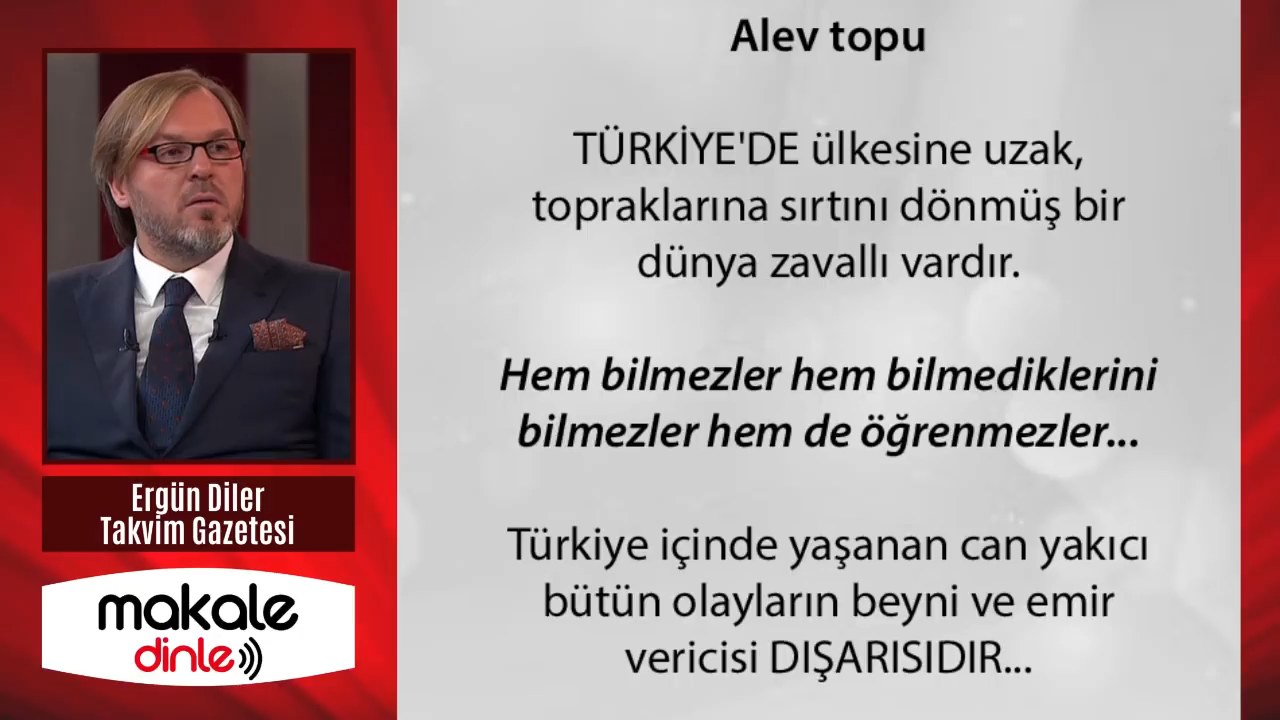 Alev topu
TÜRKİYE'DE ülkesine uzak,
topraklarına sırtını dönmüş bir
dünya zavallı vardır.
Hem bilmezler hem bilmediklerini
bilmezler hem de öğrenmezler...
Türkiye içinde yaşanan can yakıcı
bütün olayların beyni ve emir
vericisi DIŞARISIDIR...
Ergün Diler
Takvim Gazetesi
makale
dinle